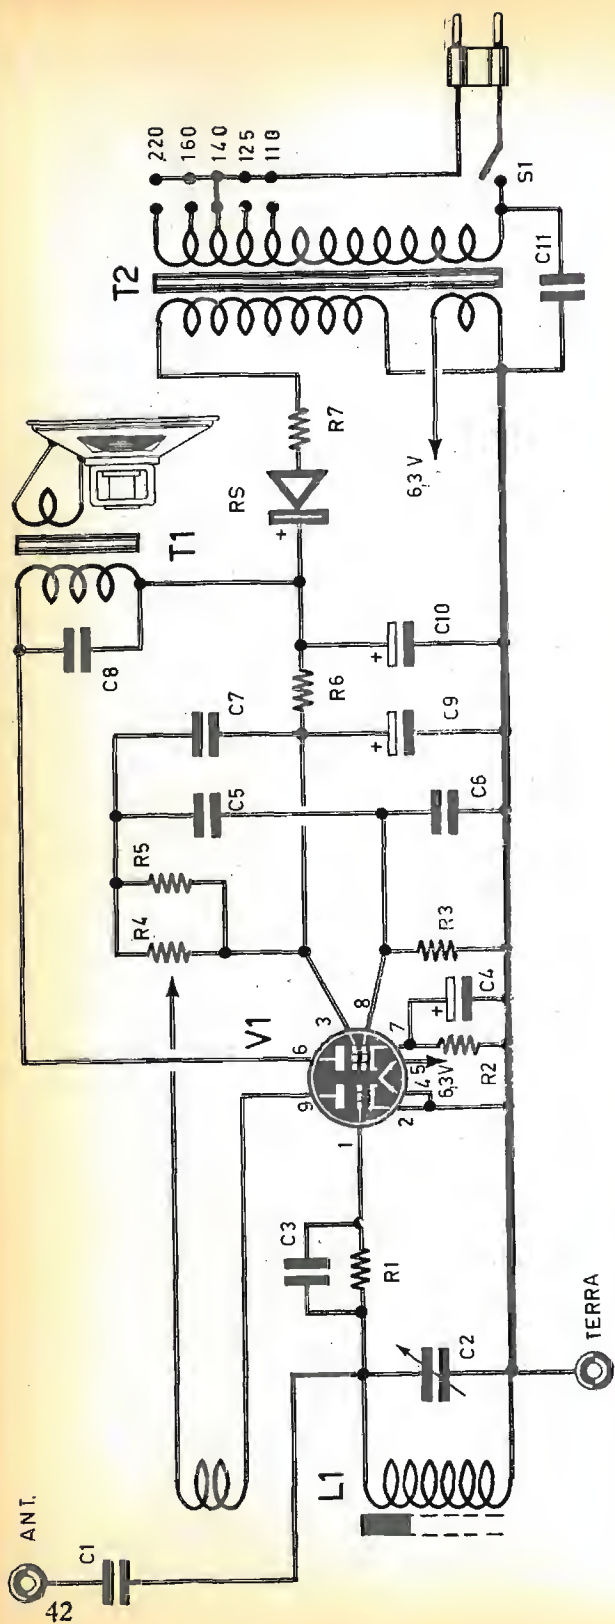 42
ANT.
C1
L1
C2
TERRA
C3
R1
V1
1
9
6
3
8
7
2
4 5
6,3V
R2
C4
R3
R4
R5
C5
C7
C6
C8
T1
R6
C9
C10
RS
+
+
+
+
R7
6,3 V
T2
220
160
140
125
110
S1
C11